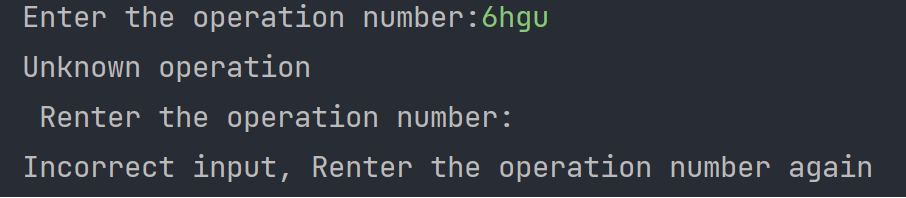 Enter the operation number:6hgu
Unknown operation
 Renter the operation number:
Incorrect input, Renter the operation number again